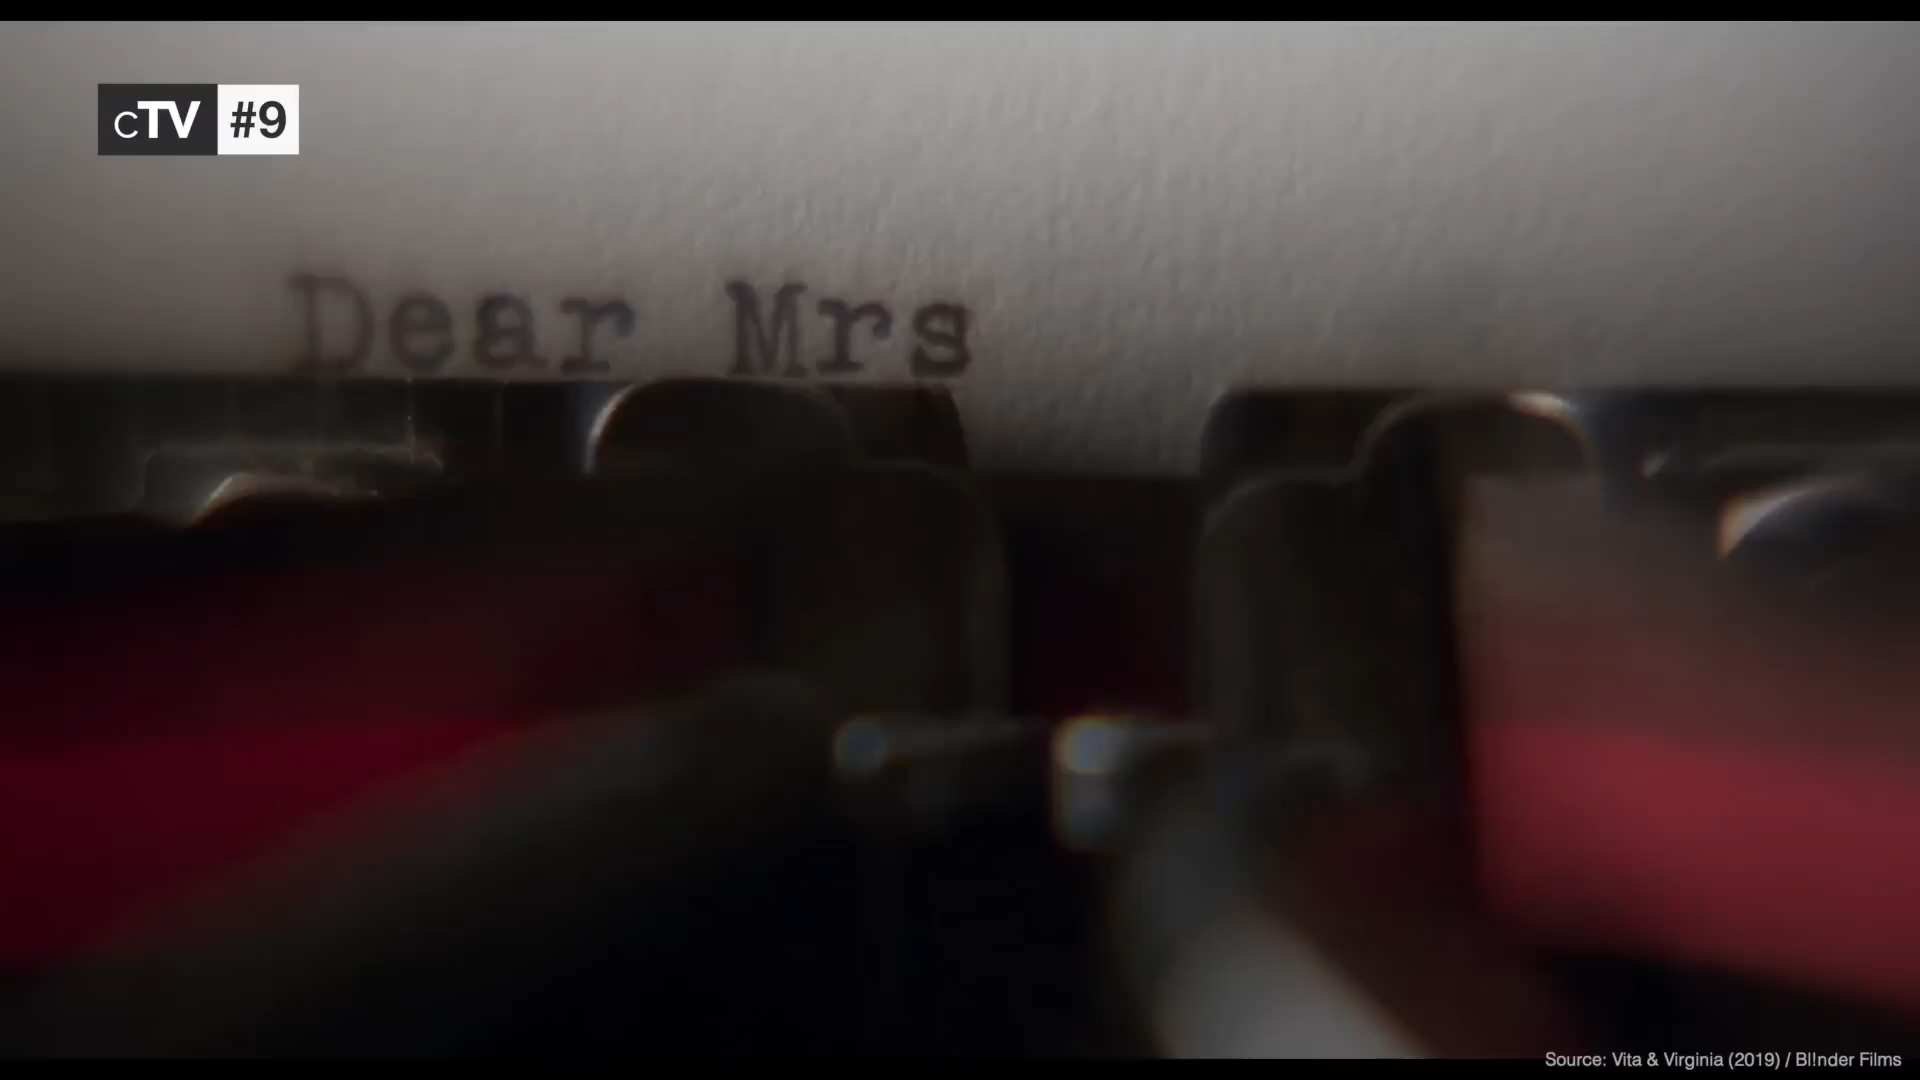 cTV #9
Dear Mrs
Source: Vita & Virginia (2019) / Bl!nder Films